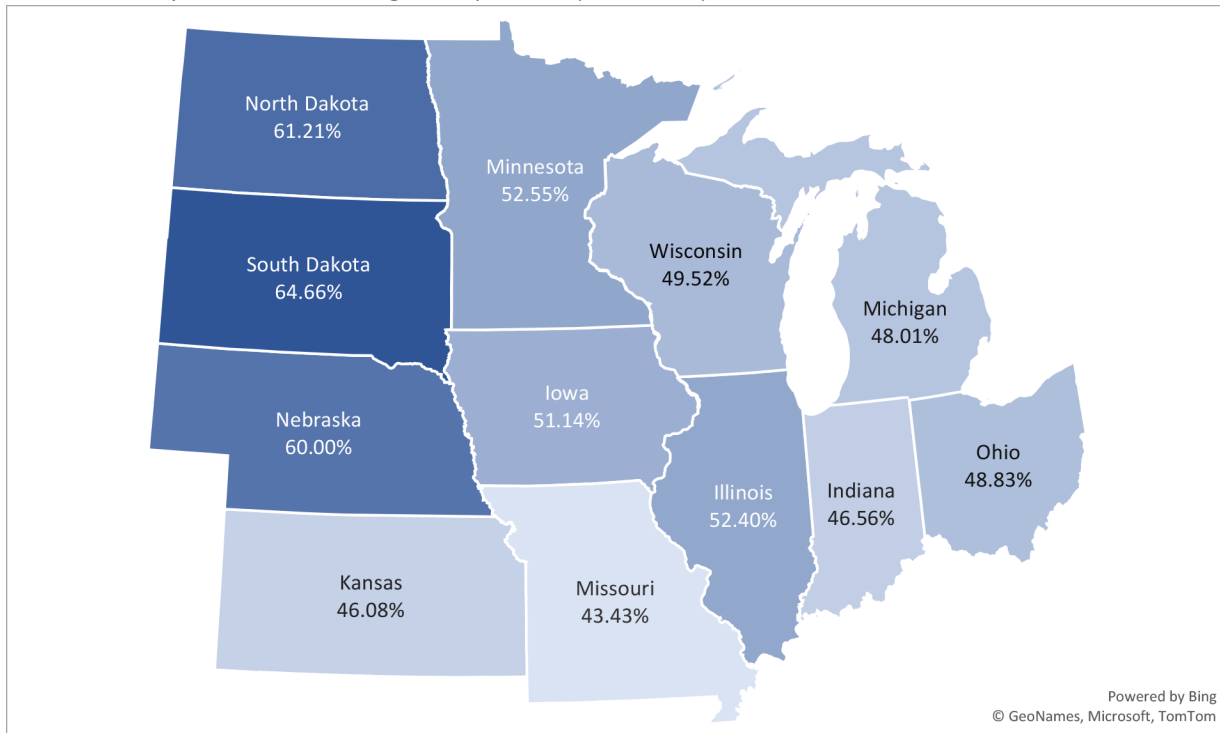 North Dakota
61.21%
Minnesota
52.55%
South Dakota
64.66%
Wisconsin
49.52%
Michigan
48.01%
Nebraska
60.00%
Iowa
51.14%
Ohio
48.83%
Illinois
52.40%
Indiana
46.56%
Kansas
46.08%
Missouri
43.43%
Powered by Bing
© GeoNames, Microsoft, TomTom